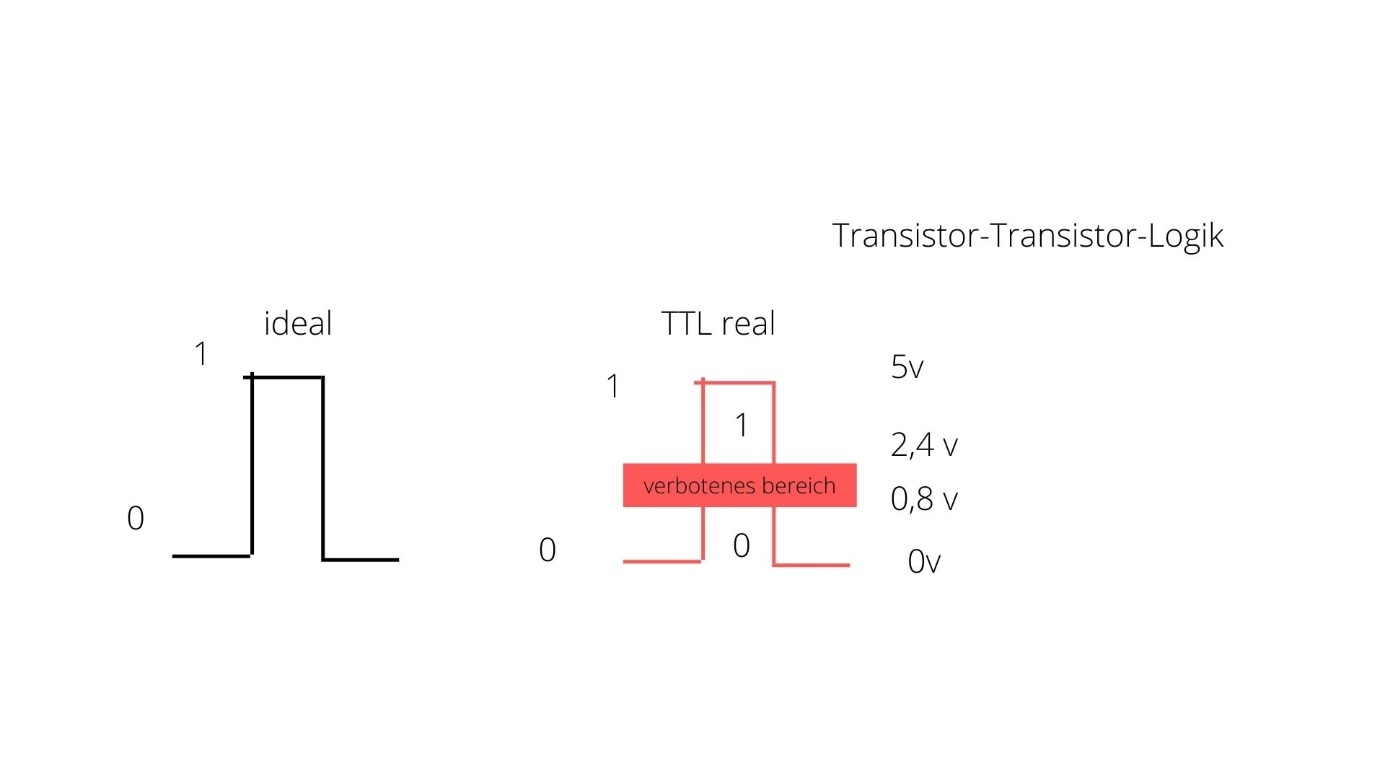 Transistor-Transistor-Logik
ideal
TTL real
1
1
5v
1
2,4 v
verbotenes bereich
0,8 v
0
0
0
0v